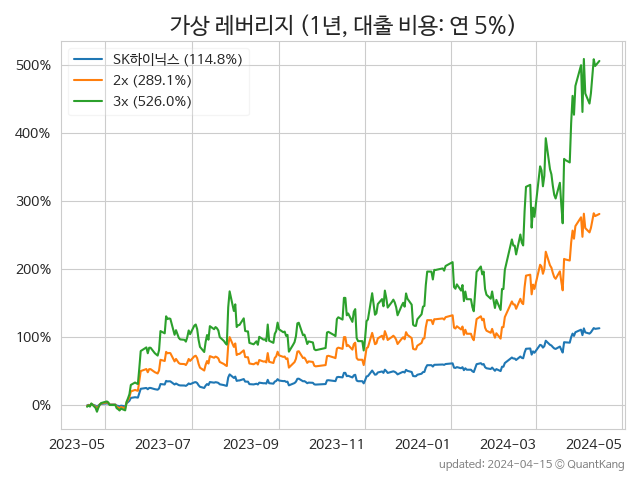 가상 레버리지 (1년, 대출 비용: 연 5%)
SK하이닉스 (114.8%)
2x (289.1%)
3x (526.0%)
500%
400%
300%
200%
100%
0%
2023-05 2023-07 2023-09 2023-11 2024-01 2024-03 2024-05
updated: 2024-04-15 © QuantKang